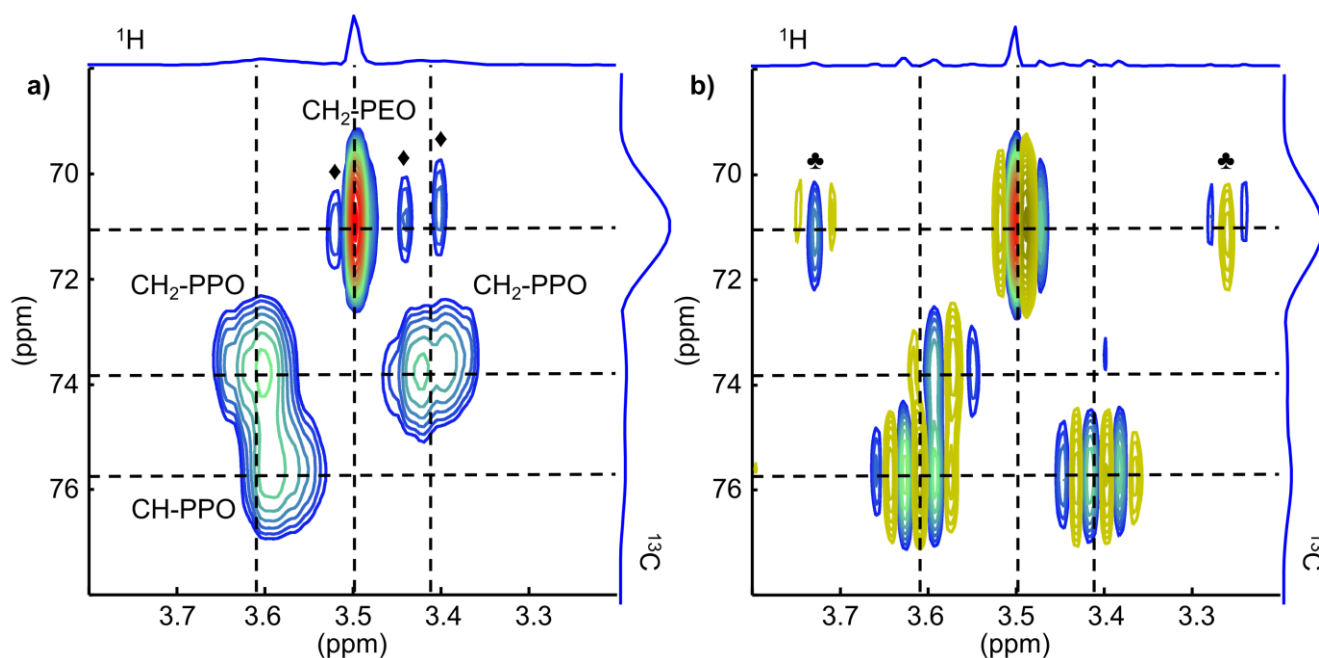 ¹H
a)
CH₂-PEO
♦ ♦ ♦
70
72
CH₂-PPO CH₂-PPO
(ppm)
74
76
CH-PPO
¹³C
3.7 3.6 3.5 3.4 3.3
(ppm)
¹H
b)
♣ ♣
70
72
(ppm)
74
76
¹³C
3.7 3.6 3.5 3.4 3.3
(ppm)